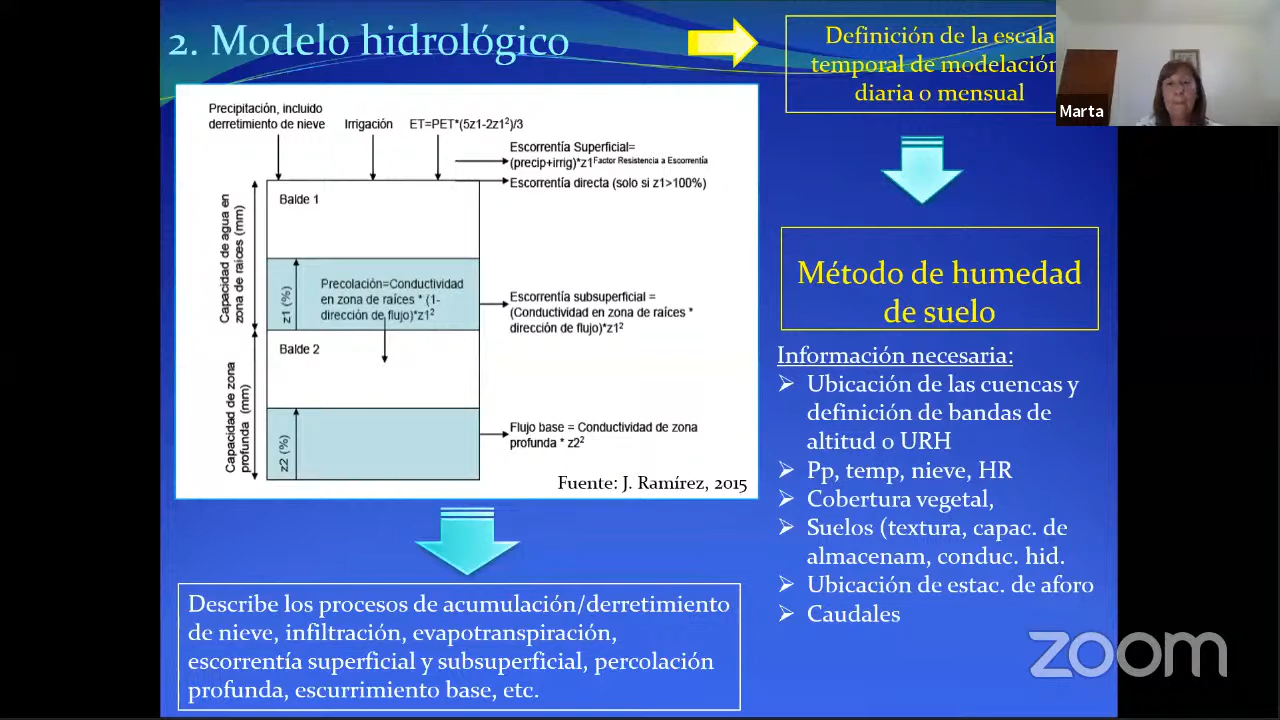 2. Modelo hidrológico
Definición de la escala
temporal de modelación
diaria o mensual
Marta
Precipitación, incluido
derretimiento de nieve
Irrigación
ET=PET*(5z1-2z1²)/3
Escorrentía Superficial=
(precip+irrig)*z1^Factor Resistencia a Escorrentía
Escorrentía directa (solo si z1>100%)
Capacidad de agua en
zona de raices (mm)
Balde 1
z1 (%)
Precolación=Conductividad
en zona de raíces * (1-
dirección de flujo)*z1²
Escorrentía subsuperficial =
(Conductividad en zona de raíces *
dirección de flujo)*z1²
Capacidad de zona
profunda (mm)
Balde 2
z2 (%)
Flujo base = Conductividad de zona
profunda * z2²
Fuente: J. Ramírez, 2015
Método de humedad
de suelo
Información necesaria:
➢ Ubicación de las cuencas y
definición de bandas de
altitud o URH
➢ Pp, temp, nieve, HR
➢ Cobertura vegetal,
➢ Suelos (textura, capac. de
almacenam, conduc. hid.
➢ Ubicación de estac. de aforo
➢ Caudales
Describe los procesos de acumulación/derretimiento
de nieve, infiltración, evapotranspiración,
escorrentía superficial y subsuperficial, percolación
profunda, escurrimiento base, etc.
zoom